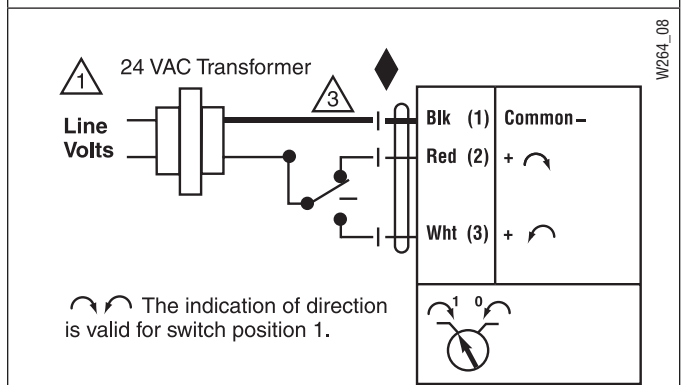 W264_08
24 VAC Transformer
1
3
Line
Volts
Blk (1) Common –
Red (2) +
Wht (3) +
The indication of direction
is valid for switch position 1.
1 0